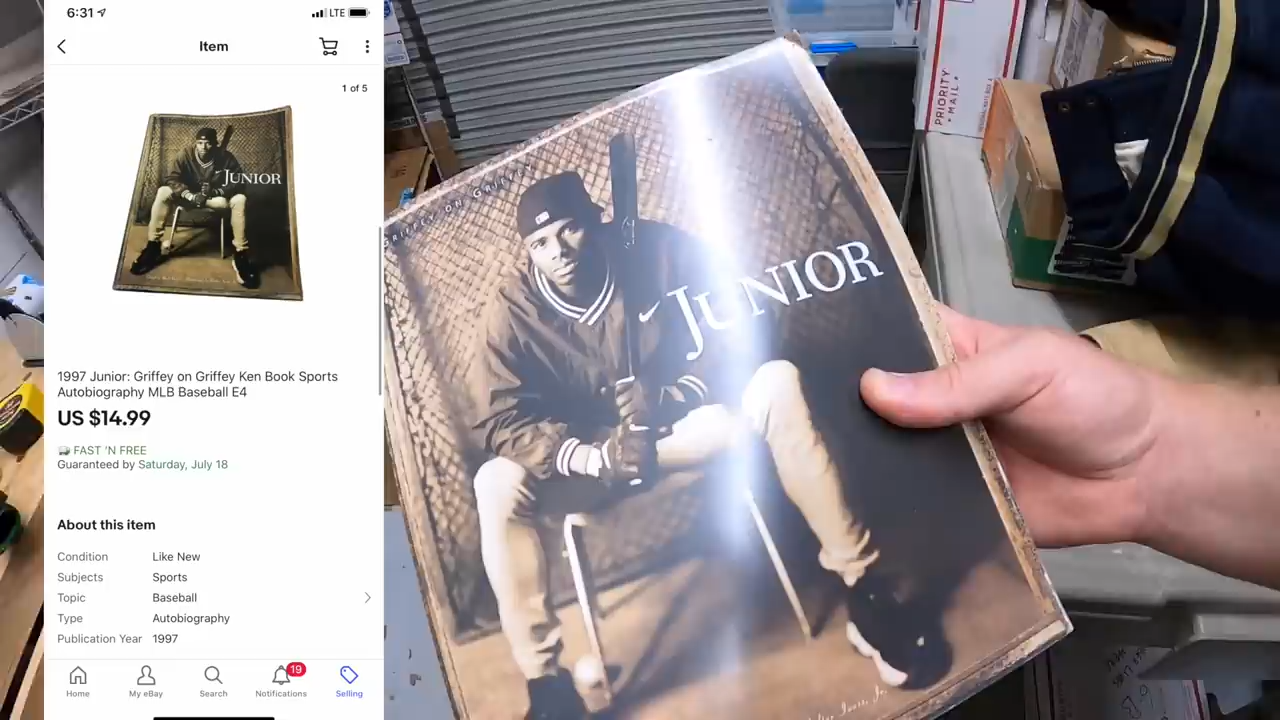 6:31
LTE
Item
1 of 5
JUNIOR
1997 Junior: Griffey on Griffey Ken Book Sports
Autobiography MLB Baseball E4
US $14.99
FAST 'N FREE
Guaranteed by Saturday, July 18
About this item
Condition Like New
Subjects Sports
Topic Baseball
Type Autobiography
Publication Year 1997
19
Home My eBay Search Notifications Selling
GRIFFEY ON GRIFFEY
JUNIOR
PRIORITY
MAIL